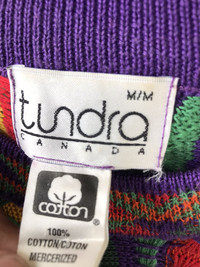 M/M
tundra
CANADA
cotton
100%
COTTON/COTON
MERCERIZED